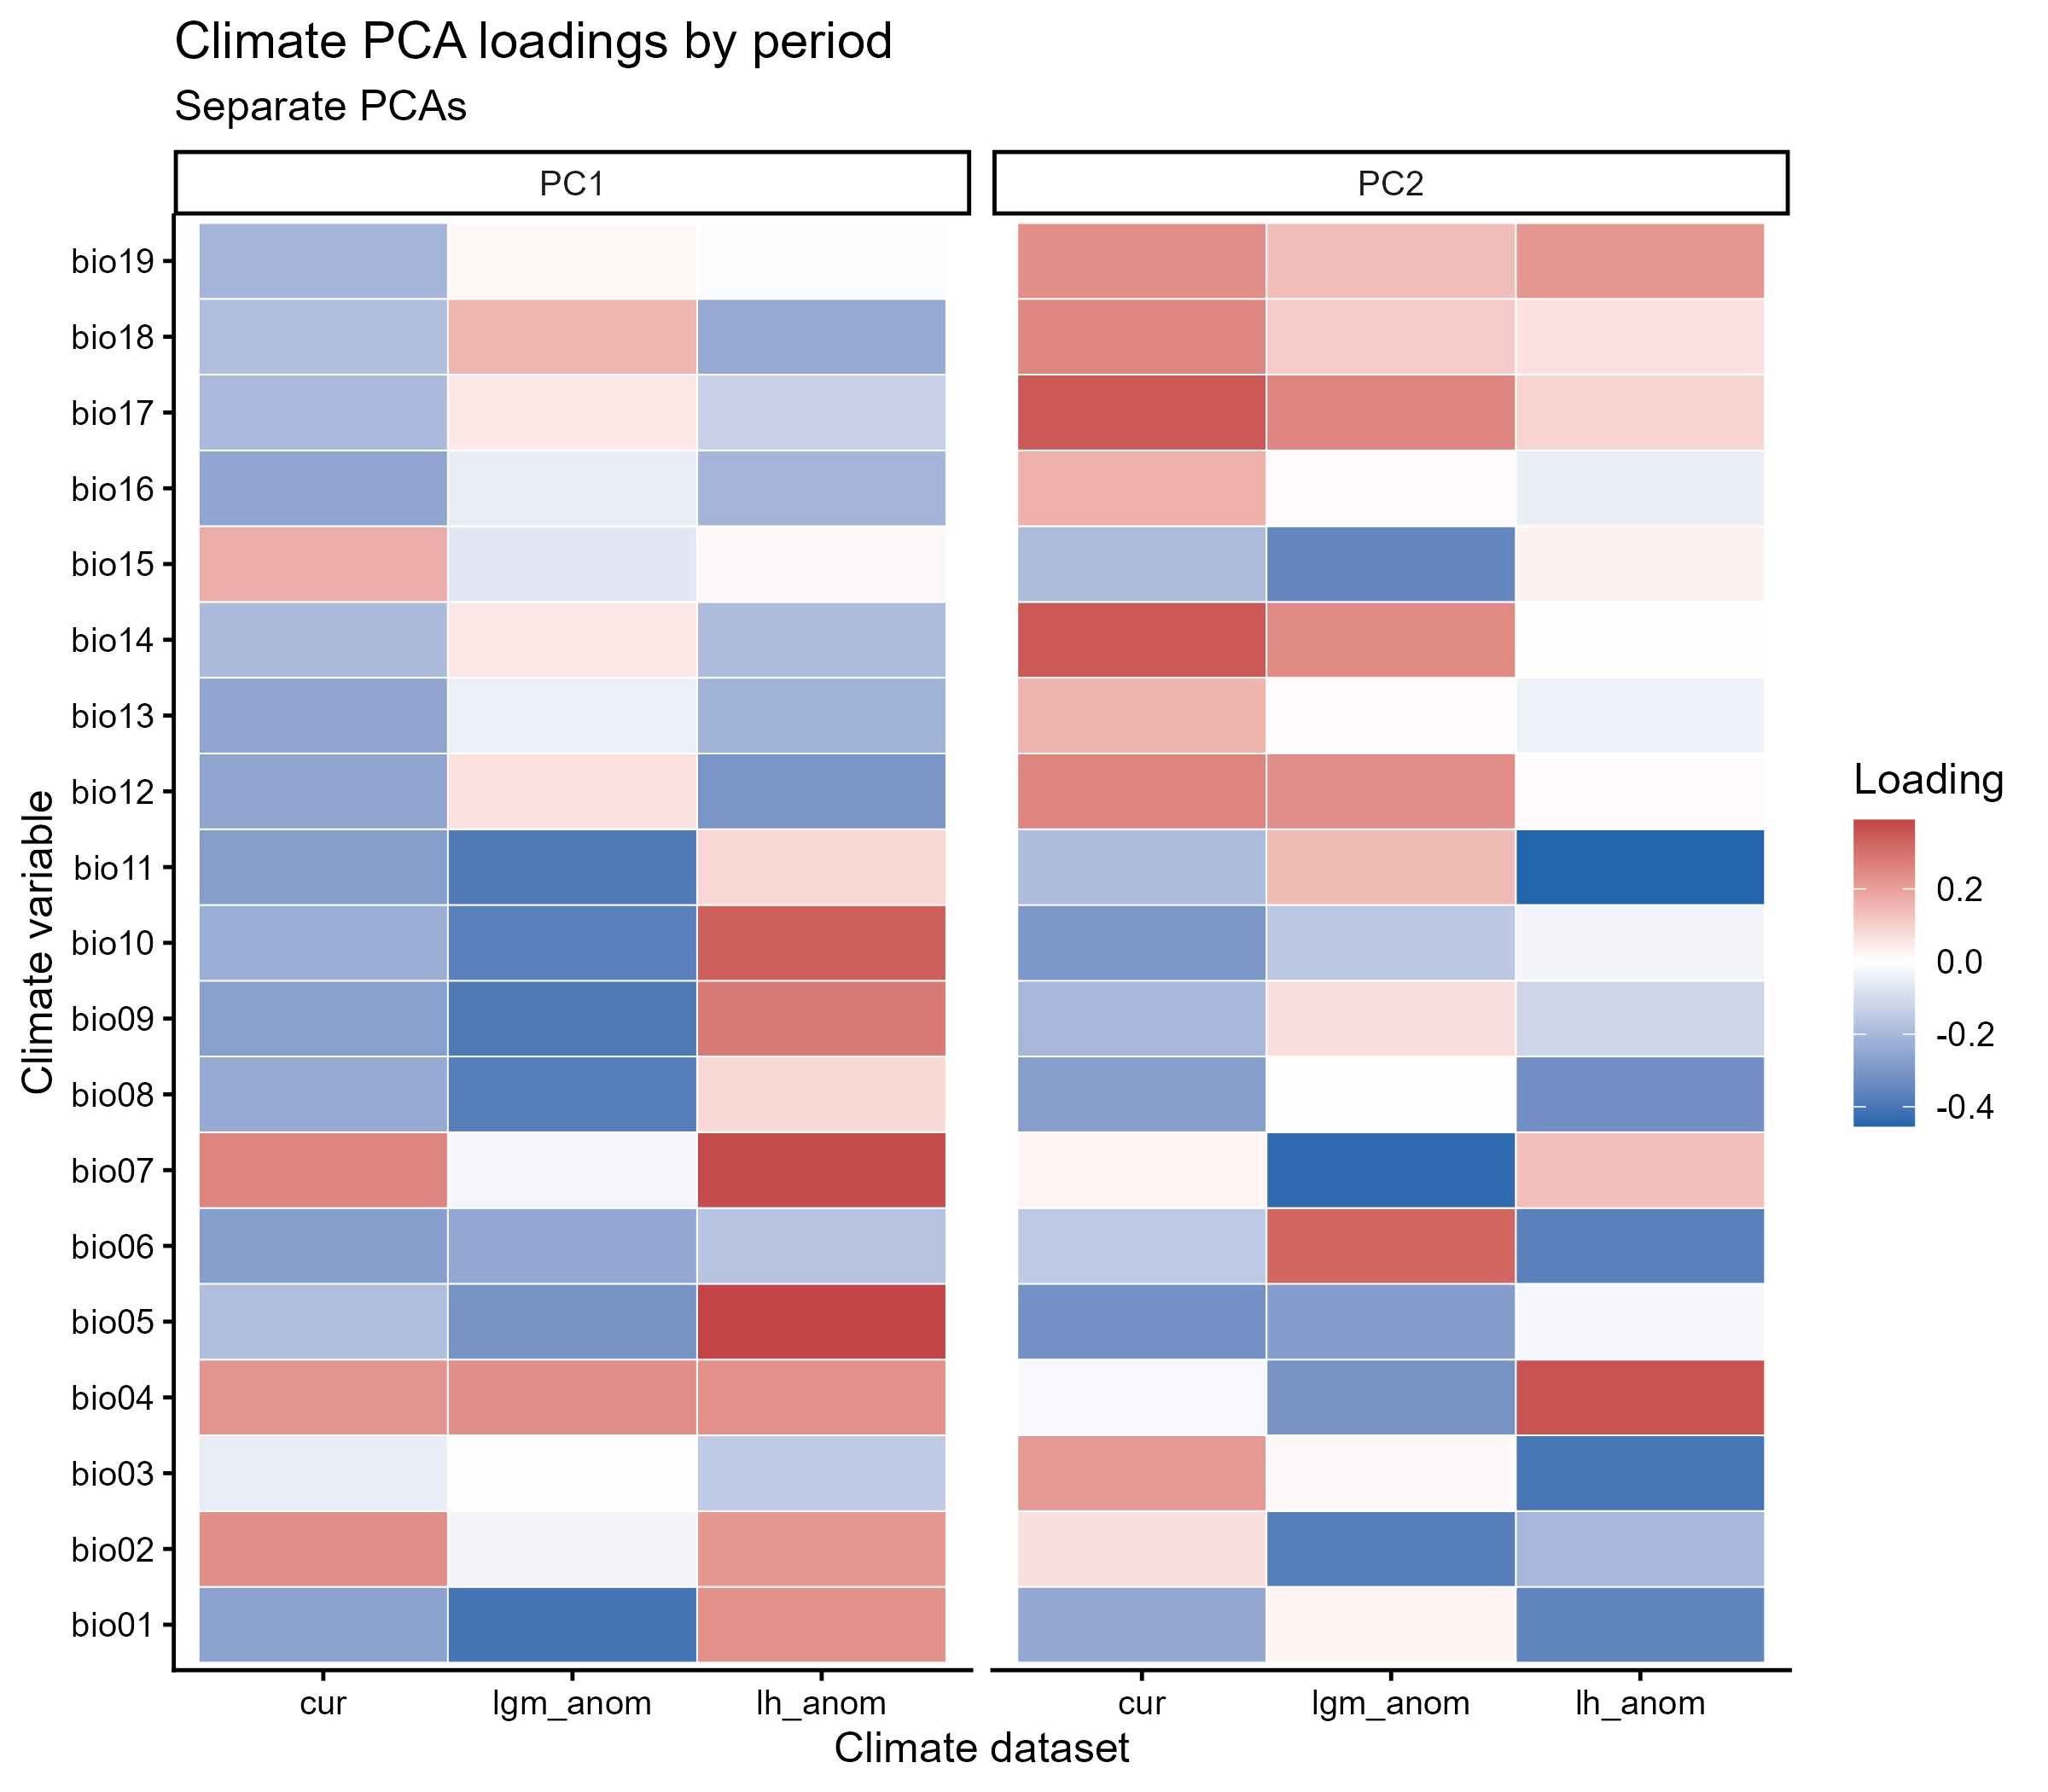 Climate PCA loadings by period
Separate PCAs
PC1
PC2
Climate variable
bio19
bio18
bio17
bio16
bio15
bio14
bio13
bio12
bio11
bio10
bio09
bio08
bio07
bio06
bio05
bio04
bio03
bio02
bio01
cur
lgm_anom
lh_anom
cur
lgm_anom
lh_anom
Climate dataset
Loading
0.2
0.0
-0.2
-0.4